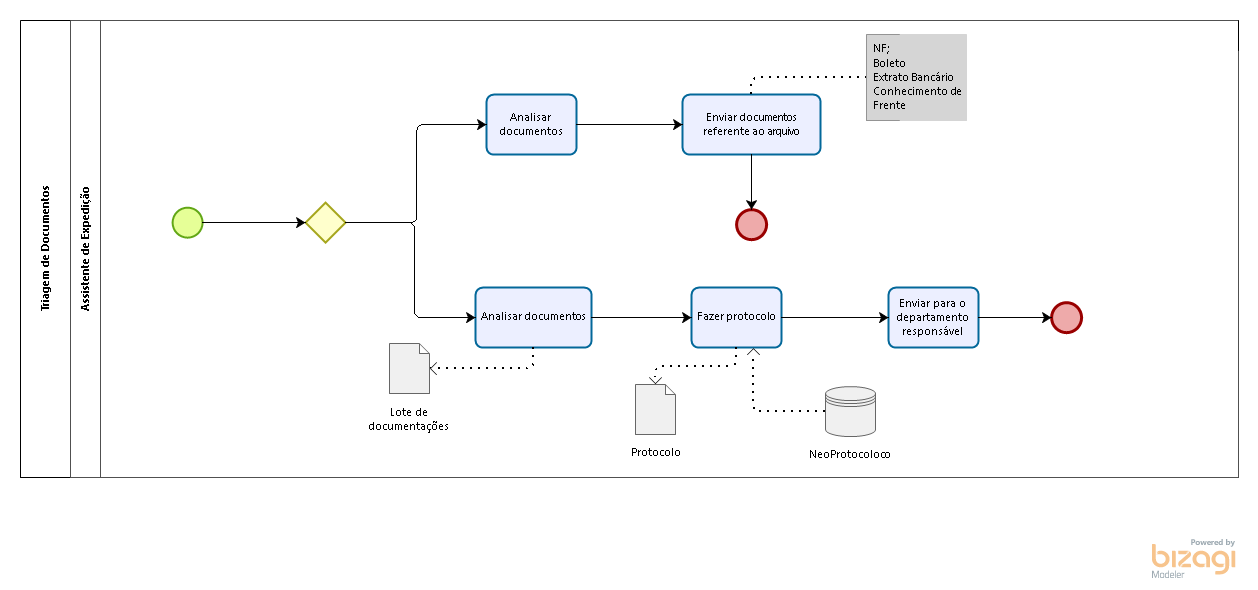 Triagem de Documentos
Assistente de Expedição
NF;
Boleto
Extrato Bancário
Conhecimento de
Frente
Analisar
documentos
Enviar documentos
referente ao arquivo
Analisar documentos
Fazer protocolo
Enviar para o
departamento
responsável
Lote de
documentações
Protocolo
NeoProtocoloco
Powered by
bizagi
Modeler